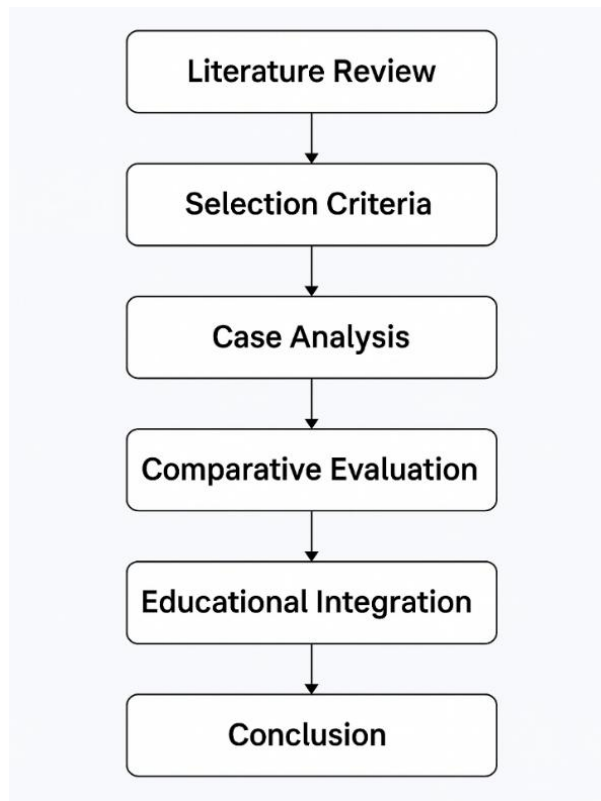 Literature Review
Selection Criteria
Case Analysis
Comparative Evaluation
Educational Integration
Conclusion